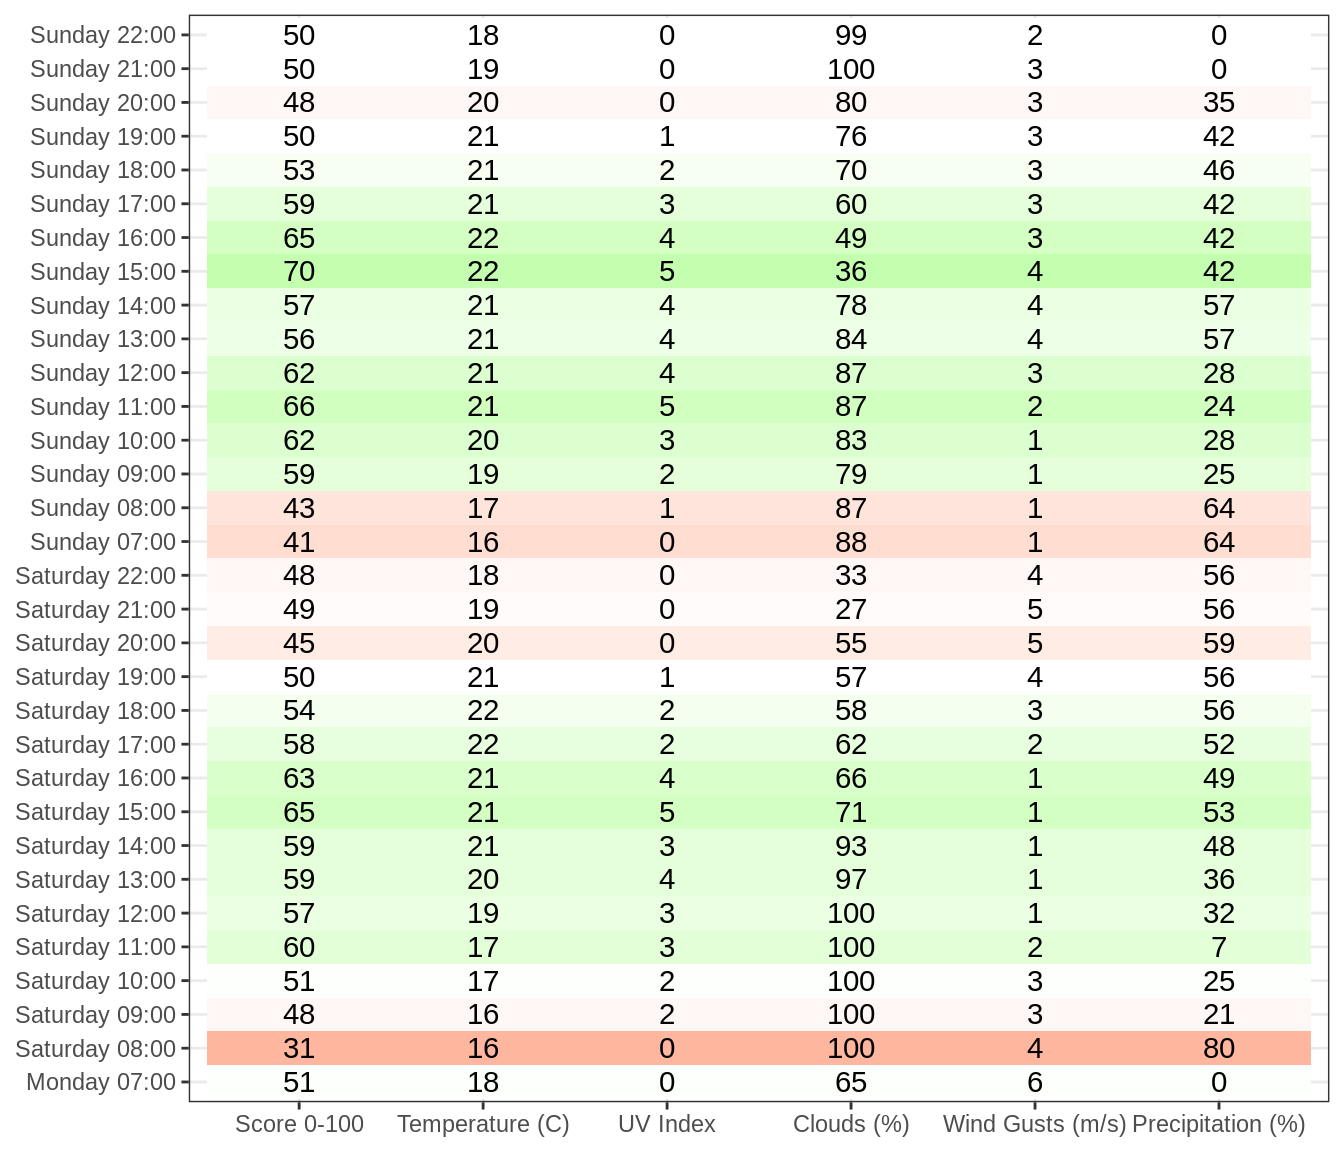 Sunday 22:00 50 18 0 99 2 0
Sunday 21:00 50 19 0 100 3 0
Sunday 20:00 48 20 0 80 3 35
Sunday 19:00 50 21 1 76 3 42
Sunday 18:00 53 21 2 70 3 46
Sunday 17:00 59 21 3 60 3 42
Sunday 16:00 65 22 4 49 3 42
Sunday 15:00 70 22 5 36 4 42
Sunday 14:00 57 21 4 78 4 57
Sunday 13:00 56 21 4 84 4 57
Sunday 12:00 62 21 4 87 3 28
Sunday 11:00 66 21 5 87 2 24
Sunday 10:00 62 20 3 83 1 28
Sunday 09:00 59 19 2 79 1 25
Sunday 08:00 43 17 1 87 1 64
Sunday 07:00 41 16 0 88 1 64
Saturday 22:00 48 18 0 33 4 56
Saturday 21:00 49 19 0 27 5 56
Saturday 20:00 45 20 0 55 5 59
Saturday 19:00 50 21 1 57 4 56
Saturday 18:00 54 22 2 58 3 56
Saturday 17:00 58 22 2 62 2 52
Saturday 16:00 63 21 4 66 1 49
Saturday 15:00 65 21 5 71 1 53
Saturday 14:00 59 21 3 93 1 48
Saturday 13:00 59 20 4 97 1 36
Saturday 12:00 57 19 3 100 1 32
Saturday 11:00 60 17 3 100 2 7
Saturday 10:00 51 17 2 100 3 25
Saturday 09:00 48 16 2 100 3 21
Saturday 08:00 31 16 0 100 4 80
Monday 07:00 51 18 0 65 6 0
Score 0-100 Temperature (C) UV Index Clouds (%) Wind Gusts (m/s) Precipitation (%)